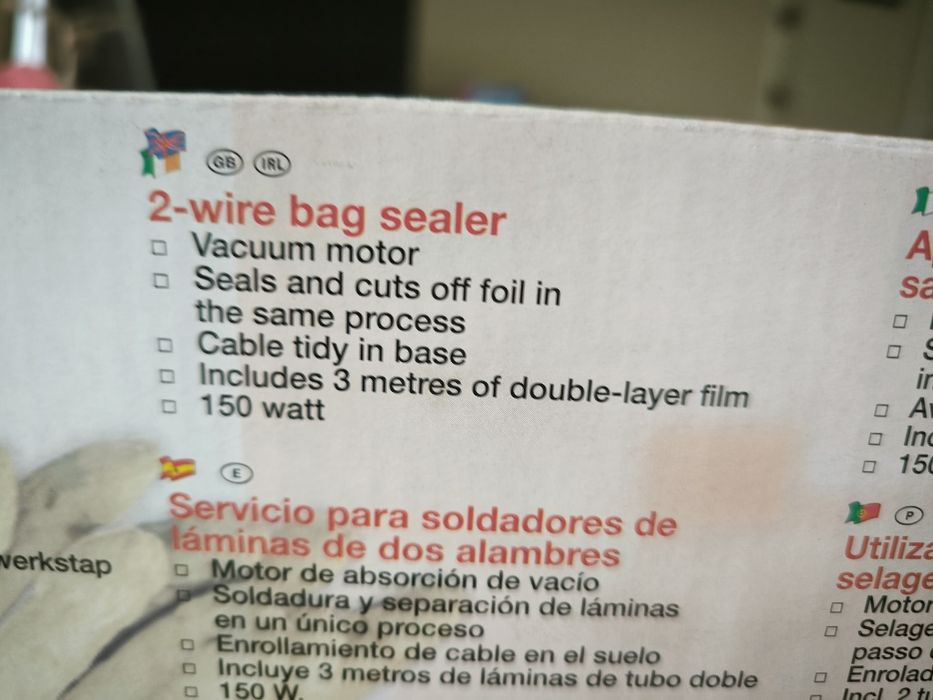 GB IRL
2-wire bag sealer
Vacuum motor
Seals and cuts off foil in
the same process
Cable tidy in base
Includes 3 metres of double-layer film
150 watt
E
Servicio para soldadores de
láminas de dos alambres
Motor de absorción de vacío
Soldadura y separación de láminas
en un único proceso
Enrollamiento de cable en el suelo
Incluye 3 metros de láminas de tubo doble
150 W.
werkstap
P
Utiliza
selage
Motor
Selage
passo
Enrolad
Incl. 2 tu